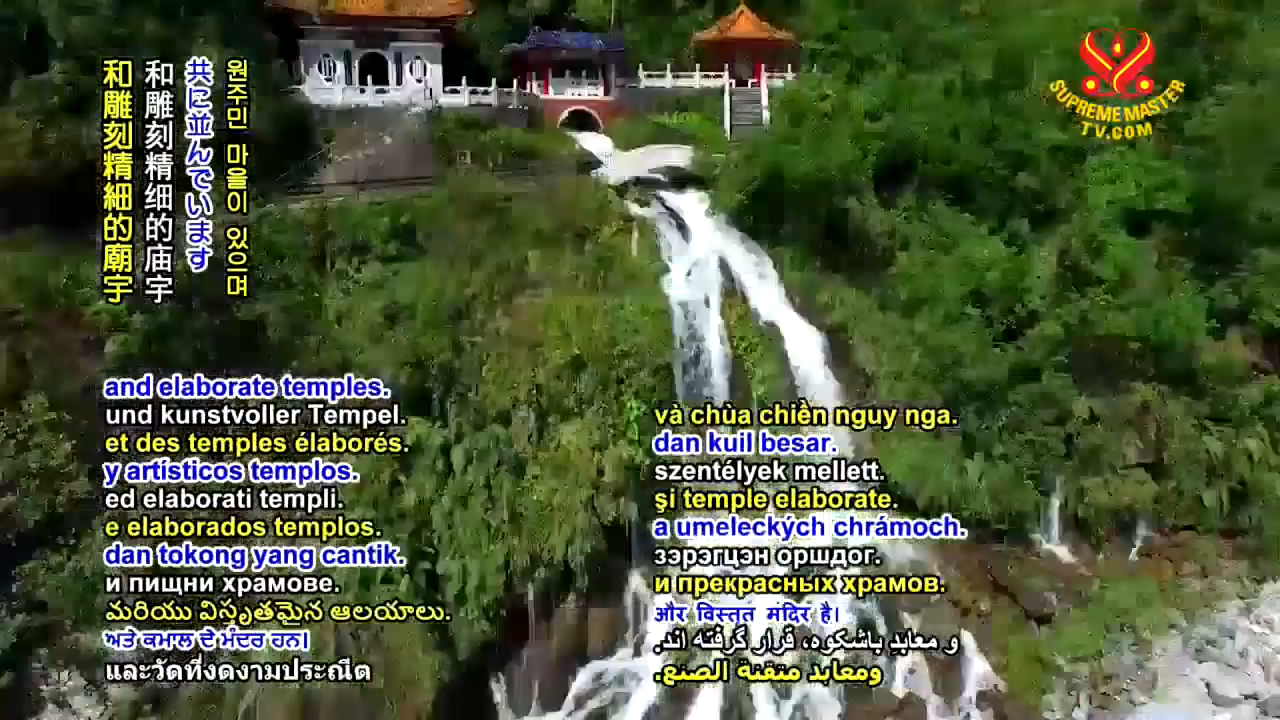 원주민 마을이 있으며
共に並んでいます
和雕刻精细的庙宇
和雕刻精細的廟宇
SUPREME MASTER
TV.COM
and elaborate temples.
und kunstvoller Tempel.
et des temples élaborés.
y artísticos templos.
ed elaborati templi.
e elaborados templos.
dan tokong yang cantik.
и пищни храмове.
మరియు విస్తృతమైన ఆలయాలు.
ਅਤੇ ਕਮਾਲ ਦੇ ਮੰਦਰ ਹਨ।
และวัดที่งดงามประณีต
và chùa chiền nguy nga.
dan kuil besar.
szentélyek mellett.
şi temple elaborate.
a umeleckých chrámoch.
зэрэгцэн оршдог.
и прекрасных храмов.
और विस्तृत मंदिर है।
و معابدِ باشکوه، قرار گرفته اند.
ومعابد متقنة الصنع.